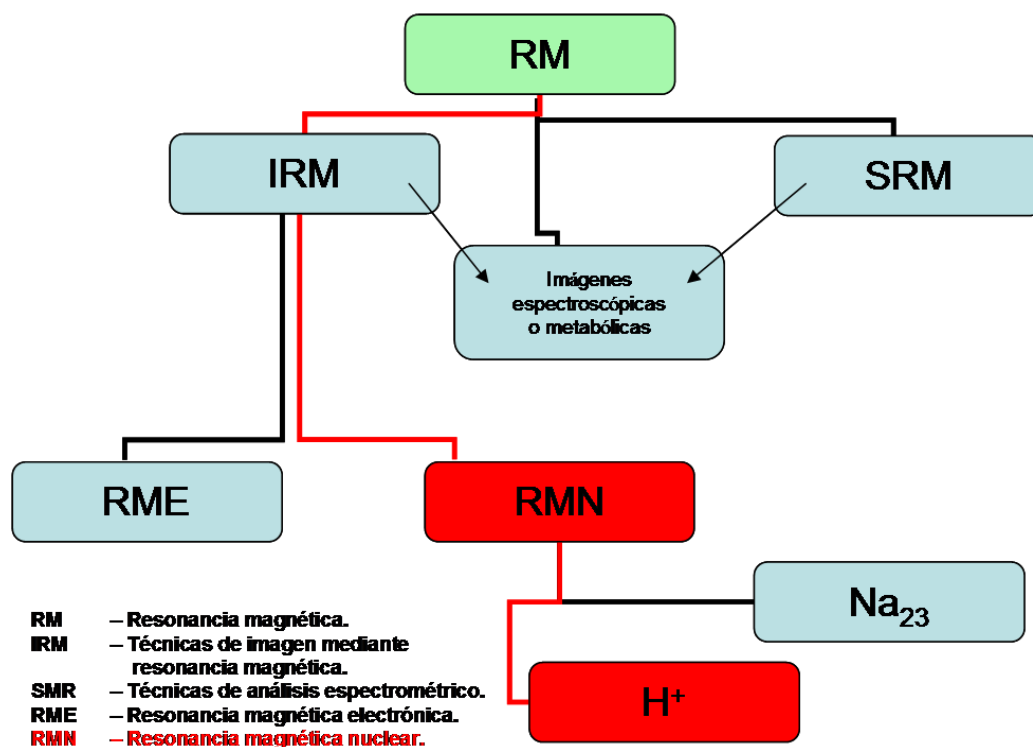 RM
IRM
SRM
Imágenes
espectroscópicas
o metabólicas
RME
RMN
Na23
H+
RM – Resonancia magnética.
IRM – Técnicas de imagen mediante
resonancia magnética.
SMR – Técnicas de análisis espectrométrico.
RME – Resonancia magnética electrónica.
RMN – Resonancia magnética nuclear.